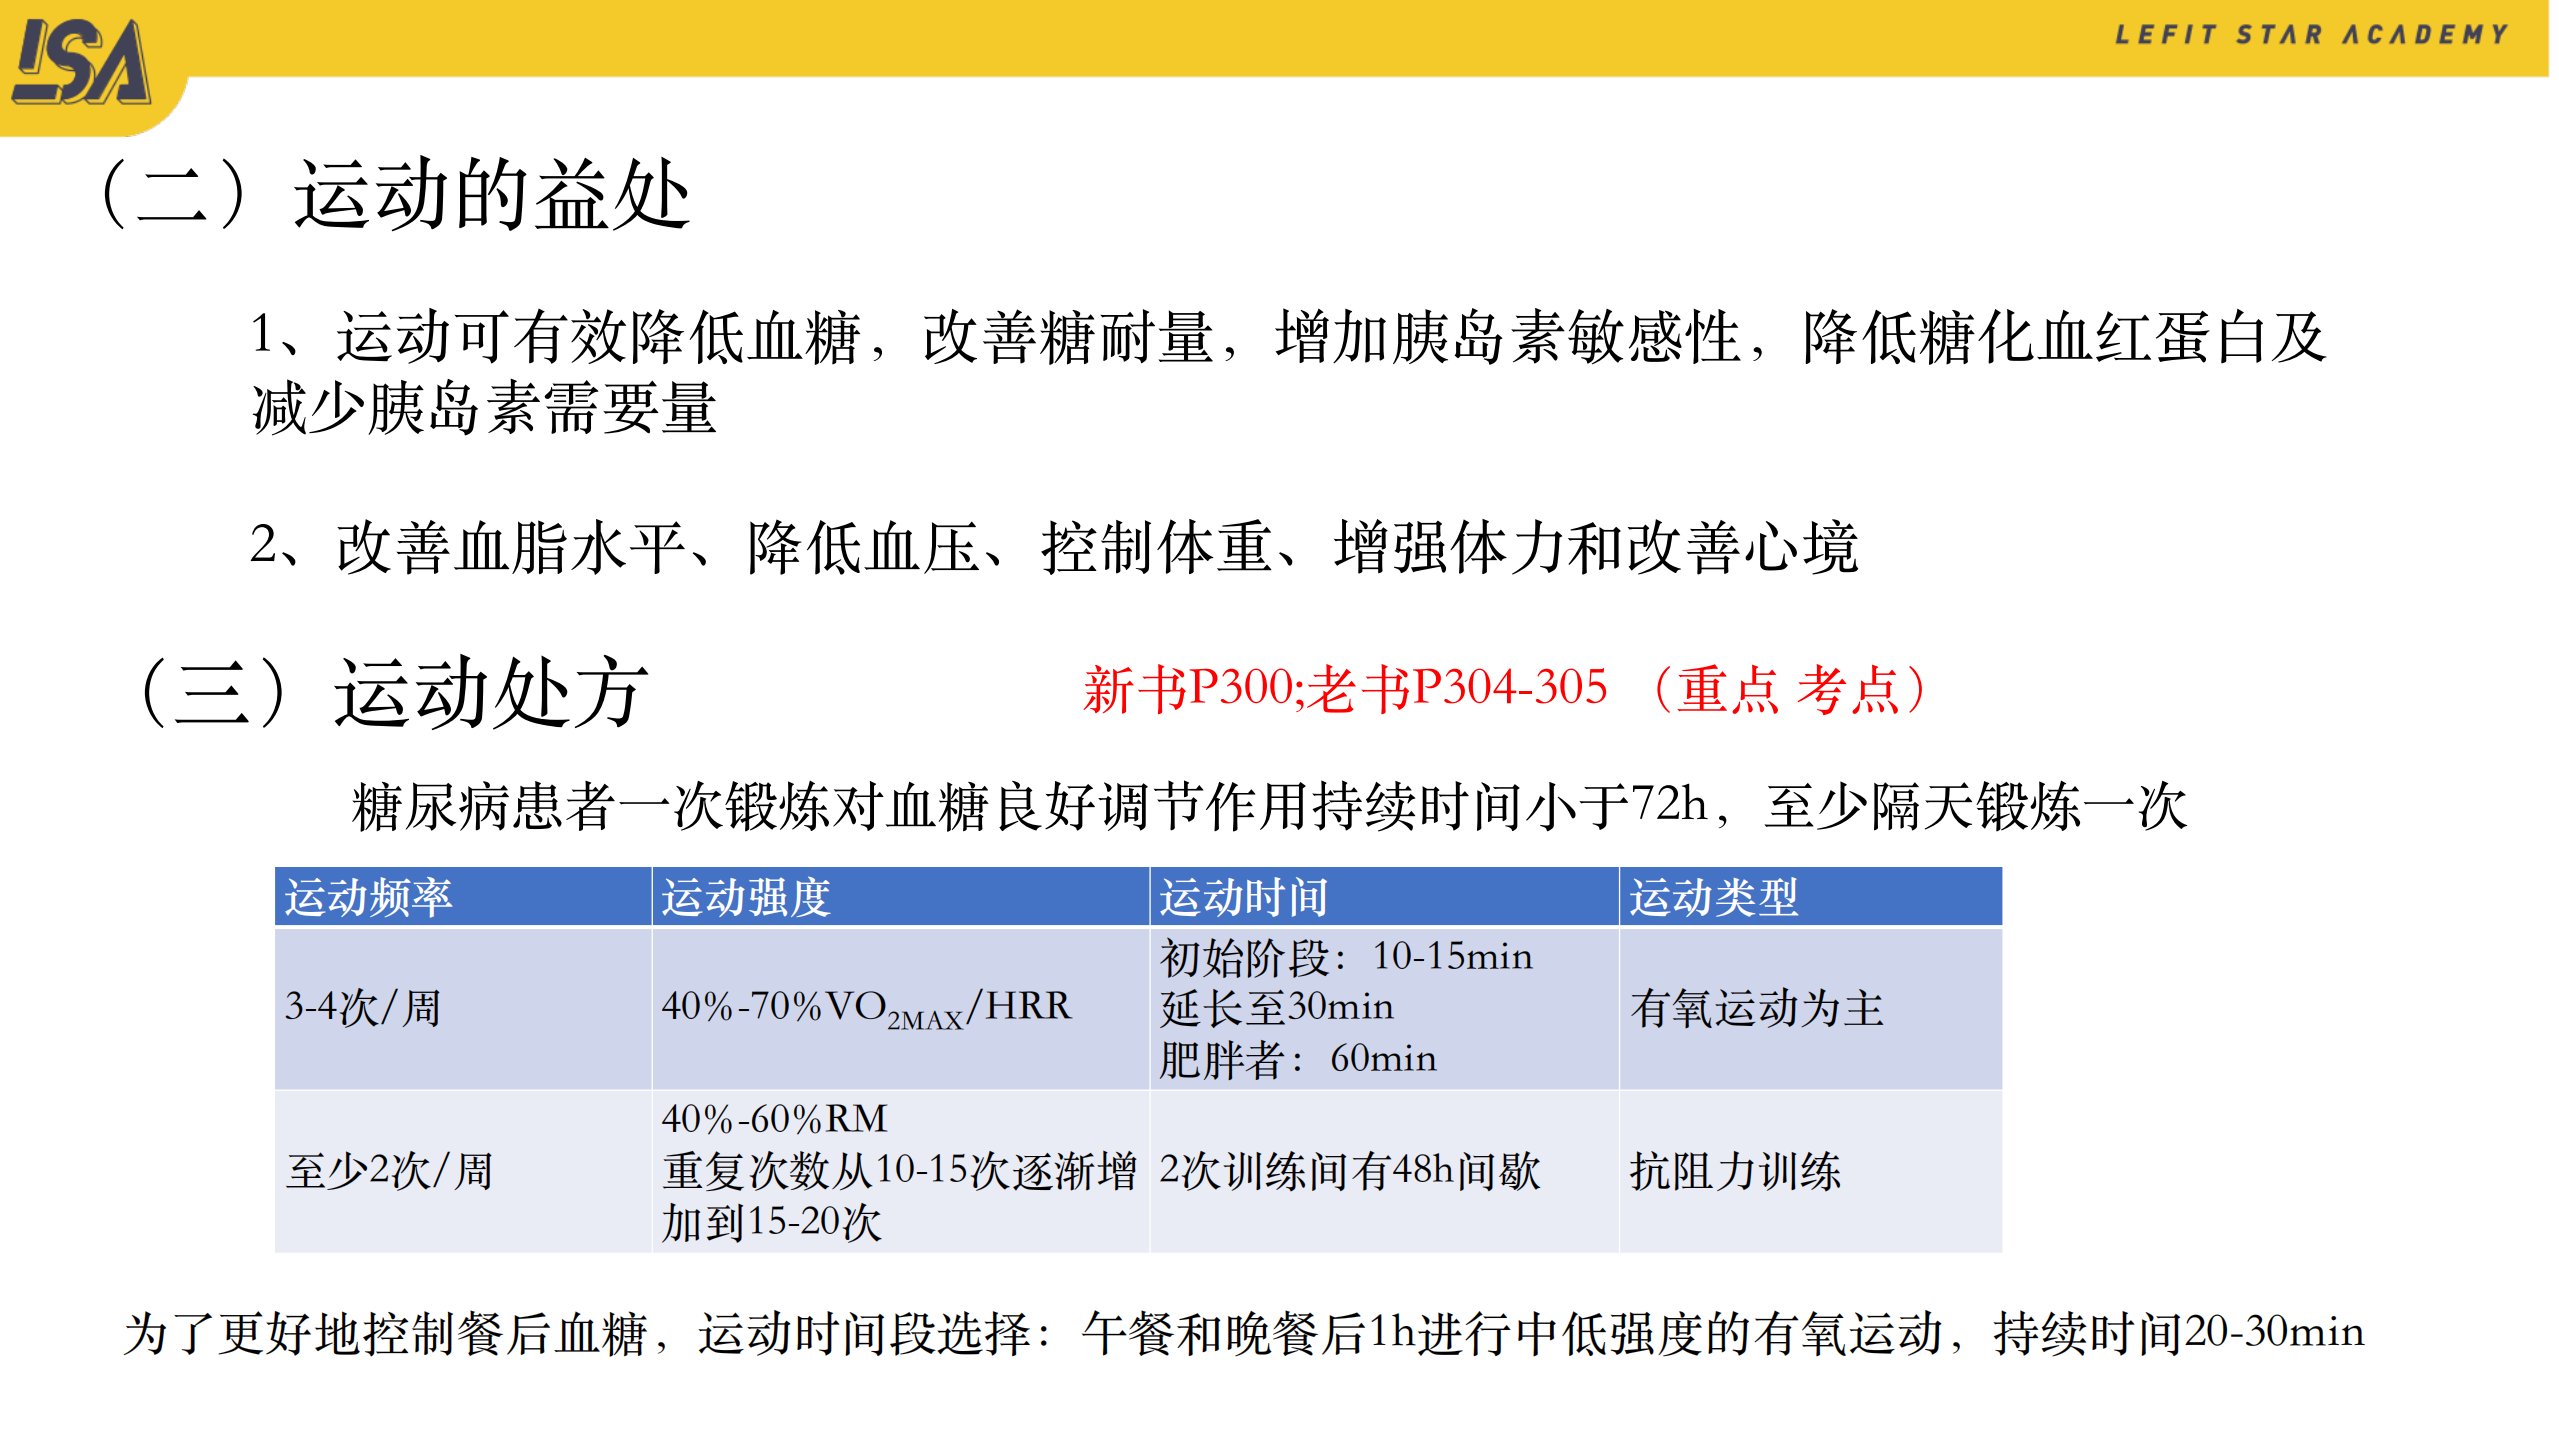 LSA
LEFIT STAR ACADEMY
（二）运动的益处
1、运动可有效降低血糖，改善糖耐量，增加胰岛素敏感性，降低糖化血红蛋白及
减少胰岛素需要量
2、改善血脂水平、降低血压、控制体重、增强体力和改善心境
（三）运动处方
新书P300;老书P304-305 （重点 考点）
糖尿病患者一次锻炼对血糖良好调节作用持续时间小于72h，至少隔天锻炼一次
运动频率 运动强度 运动时间 运动类型
3-4次/周 40%-70%VO2MAX/HRR
初始阶段：10-15min
延长至30min
肥胖者：60min
有氧运动为主
至少2次/周
40%-60%RM
重复次数从10-15次逐渐增
加到15-20次
2次训练间有48h间歇
抗阻力训练
为了更好地控制餐后血糖，运动时间段选择：午餐和晚餐后1h进行中低强度的有氧运动，持续时间20-30min